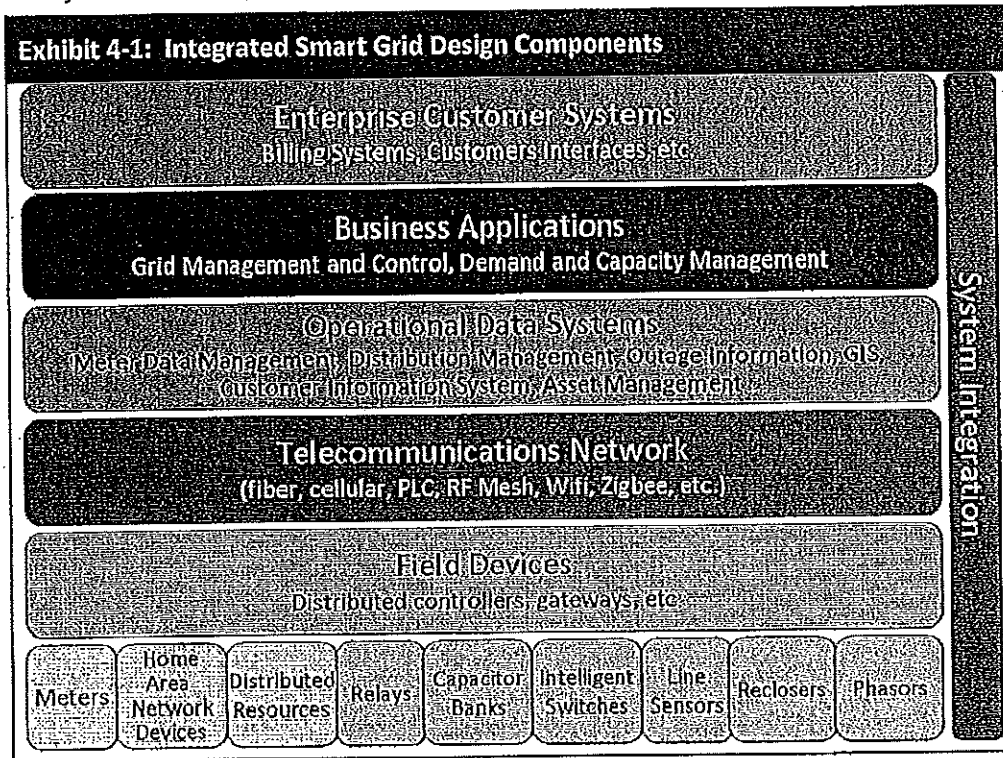 Exhibit 4-1: Integrated Smart Grid Design Components
Enterprise Customer Systems
Billing Systems, Customers Interfaces, etc
Business Applications
Grid Management and Control, Demand and Capacity Management
Operational Data Systems
Meter Data Management, Distribution Management, Outage Information, GIS,
Customer Information System, Asset Management
Telecommunications Network
(fiber, cellular, PLC, RF Mesh, Wifi, Zigbee, etc.)
Field Devices
Distributed controllers, gateways, etc
Meters
Home
Area
Network
Devices
Distributed
Resources
Relays
Capacitor
Banks
Intelligent
Switches
Line
Sensors
Reclosers
Phasors
System Integration